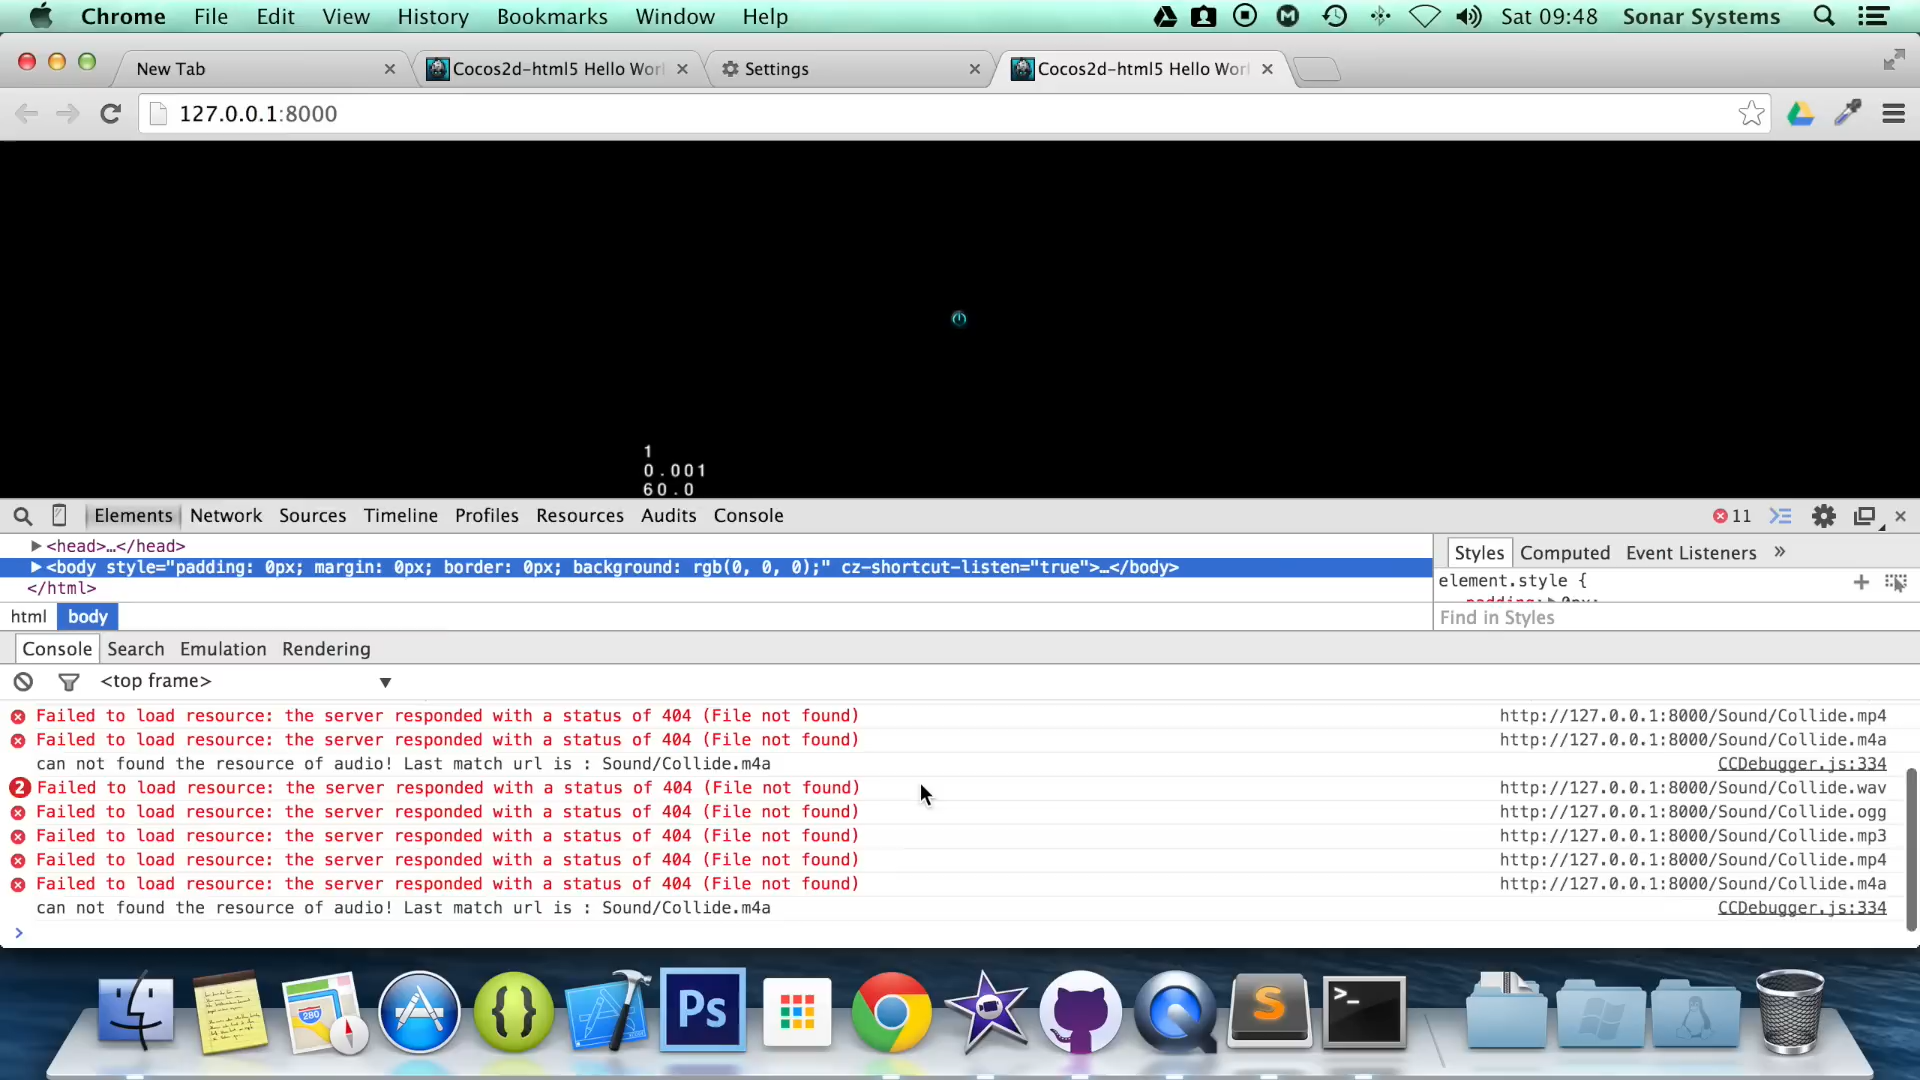 Chrome File Edit View History Bookmarks Window Help Sat 09:48 Sonar Systems
New Tab Cocos2d-html5 Hello Worl Settings Cocos2d-html5 Hello Worl
127.0.0.1:8000
1
0.001
60.0
Elements Network Sources Timeline Profiles Resources Audits Console 11
<head>…</head>
<body style="padding: 0px; margin: 0px; border: 0px; background: rgb(0, 0, 0);" cz-shortcut-listen="true">…</body>
</html>
html body
Styles Computed Event Listeners »
element.style {
padding: 0px;
Find in Styles
Console Search Emulation Rendering
<top frame>
Failed to load resource: the server responded with a status of 404 (File not found) http://127.0.0.1:8000/Sound/Collide.mp4
Failed to load resource: the server responded with a status of 404 (File not found) http://127.0.0.1:8000/Sound/Collide.m4a
can not found the resource of audio! Last match url is : Sound/Collide.m4a CCDebugger.js:334
2 Failed to load resource: the server responded with a status of 404 (File not found) http://127.0.0.1:8000/Sound/Collide.wav
Failed to load resource: the server responded with a status of 404 (File not found) http://127.0.0.1:8000/Sound/Collide.ogg
Failed to load resource: the server responded with a status of 404 (File not found) http://127.0.0.1:8000/Sound/Collide.mp3
Failed to load resource: the server responded with a status of 404 (File not found) http://127.0.0.1:8000/Sound/Collide.mp4
Failed to load resource: the server responded with a status of 404 (File not found) http://127.0.0.1:8000/Sound/Collide.m4a
can not found the resource of audio! Last match url is : Sound/Collide.m4a CCDebugger.js:334
>
280 { } Ps S >_